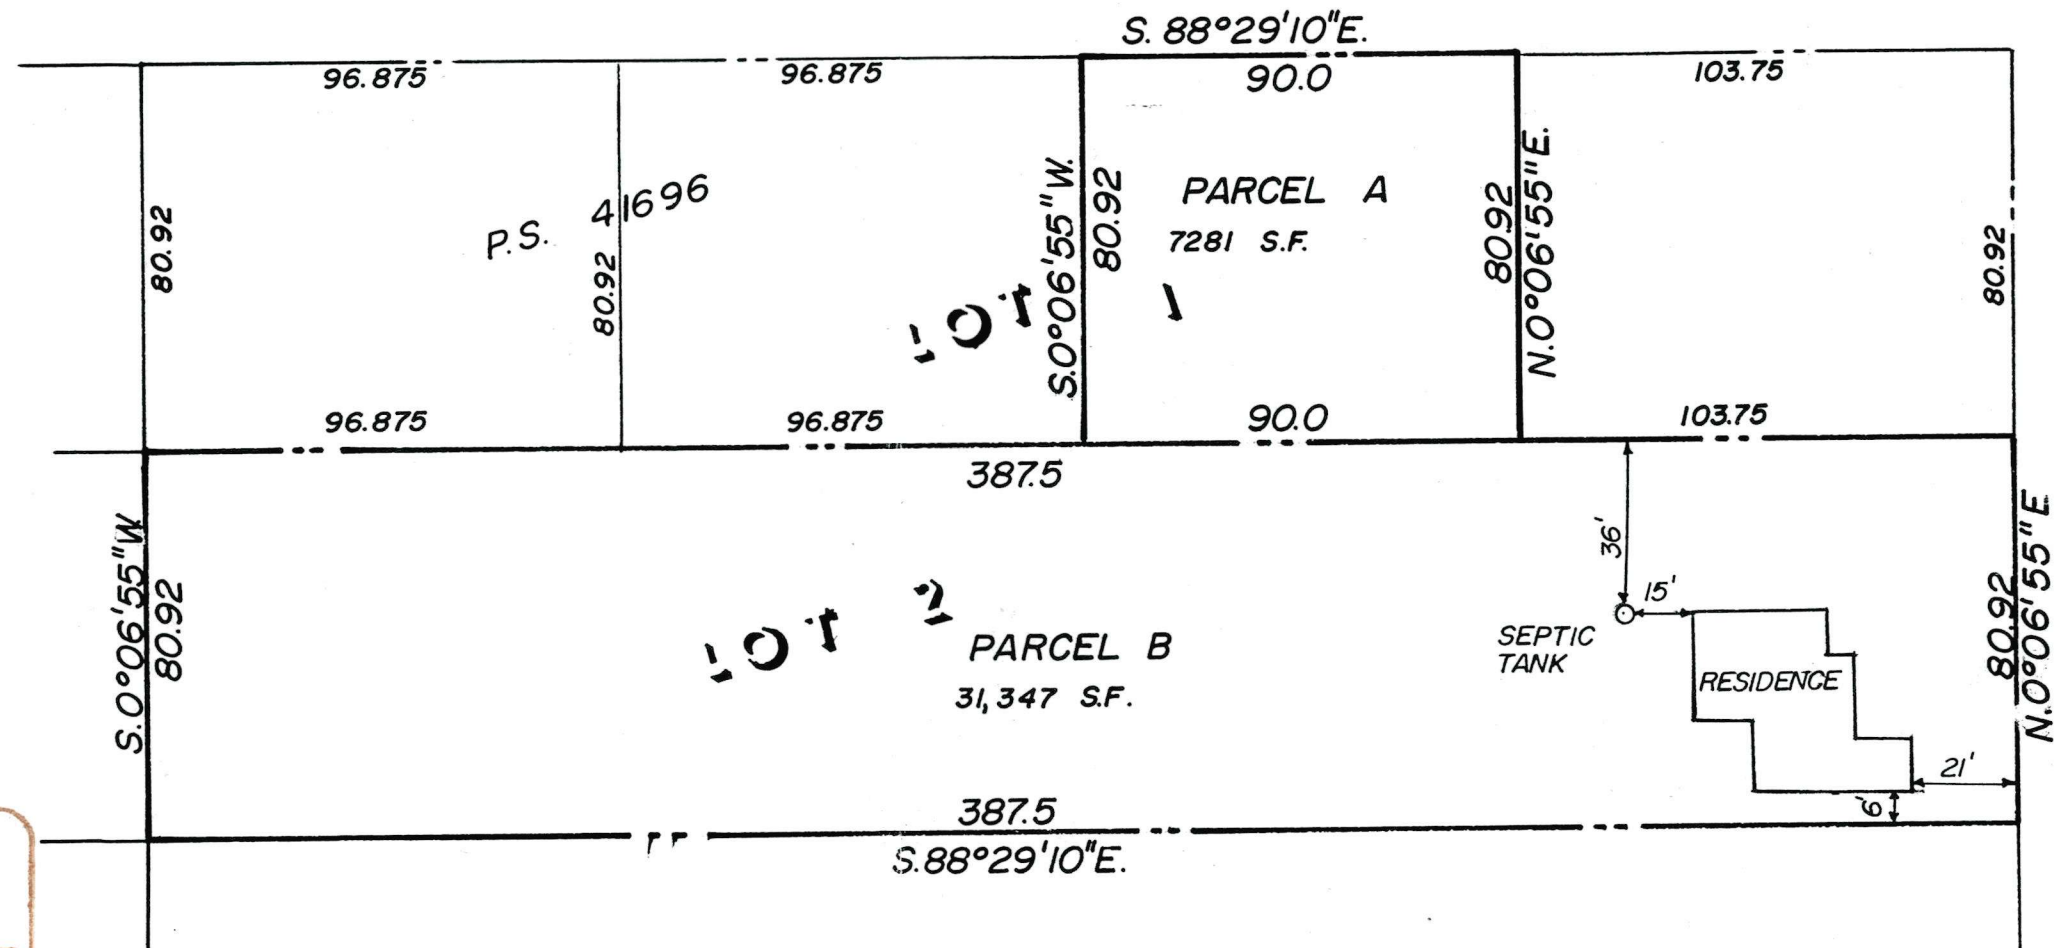 S. 88°29'10"E.
96.875
96.875
90.0
103.75
80.92
P.S. 41696
80.92
S.0°06'55"W.
80.92
PARCEL A
7281 S.F.
80.92
N.0°06'55"E.
80.92
LOT 1
96.875
96.875
90.0
103.75
387.5
S.0°06'55"W.
80.92
LOT 2
PARCEL B
31,347 S.F.
36'
15'
SEPTIC
TANK
RESIDENCE
80.92
N.0°06'55"E
21'
6'
387.5
S.88°29'10"E.